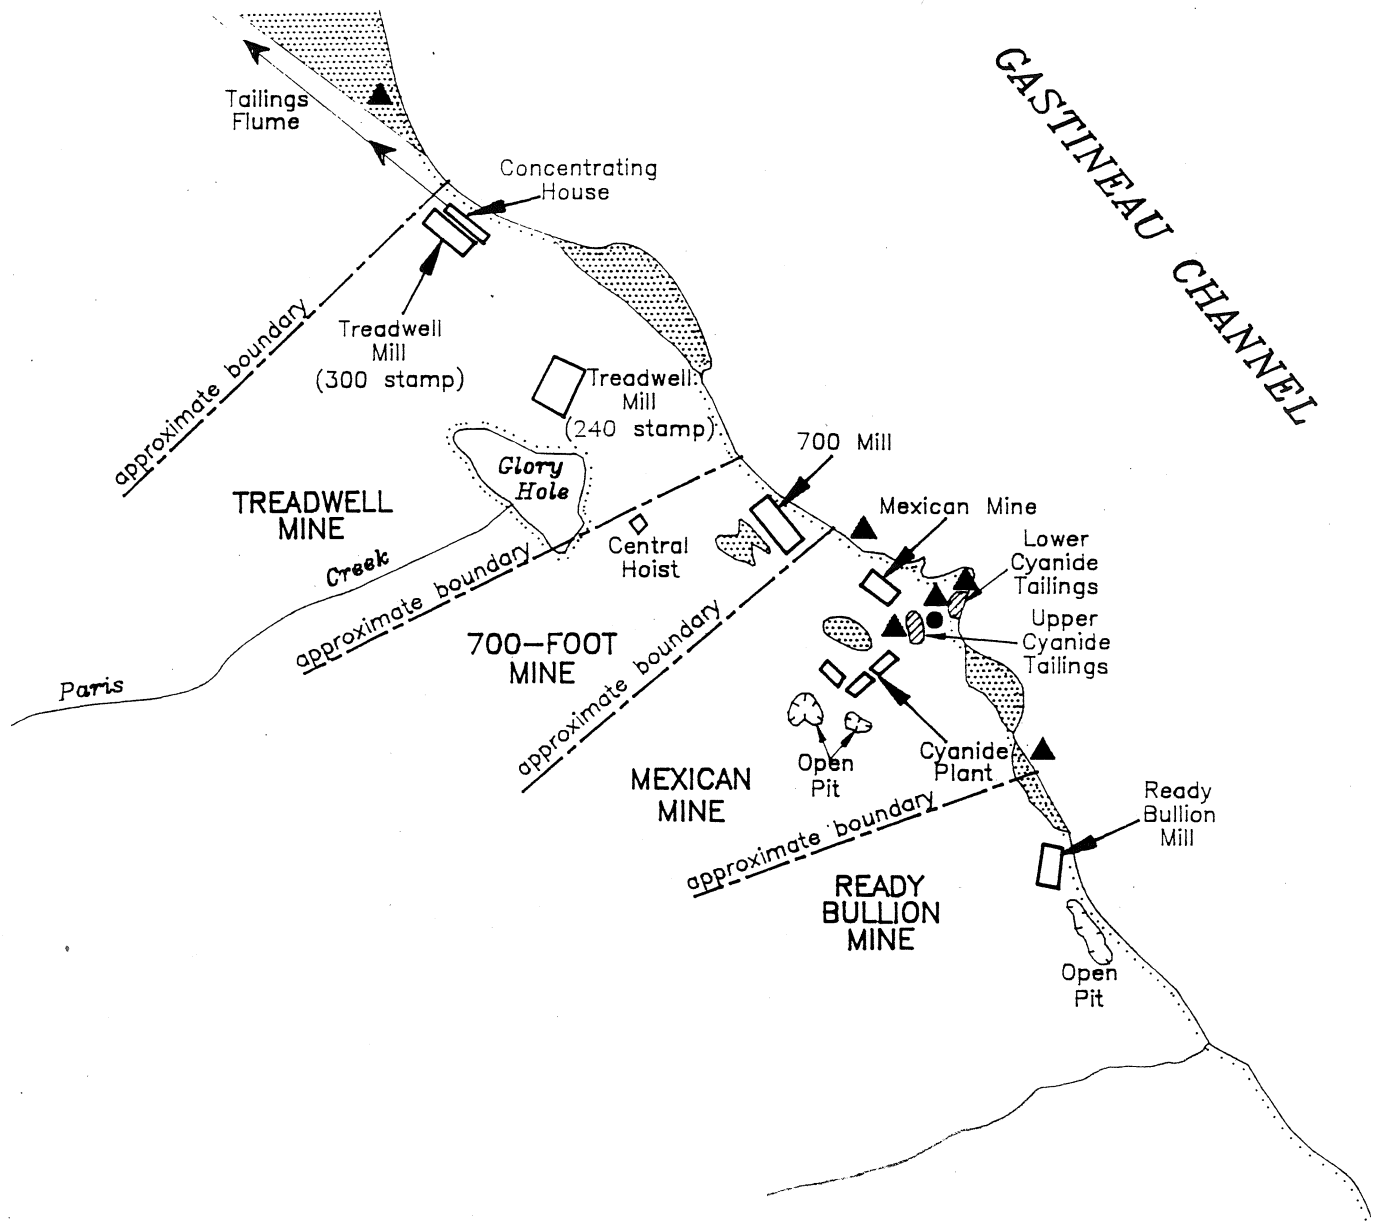 GASTINEAU CHANNEL
Tailings
Flume
Concentrating
House
approximate boundary
Treadwell
Mill
(300 stamp)
Treadwell
Mill
(240 stamp)
Glory
Hole
TREADWELL
MINE
Creek
Paris
approximate boundary
700 Mill
Central
Hoist
700-FOOT
MINE
approximate boundary
Mexican Mine
Lower
Cyanide
Tailings
Upper
Cyanide
Tailings
Cyanide
Plant
Open
Pit
MEXICAN
MINE
approximate boundary
Ready
Bullion
Mill
READY
BULLION
MINE
Open
Pit